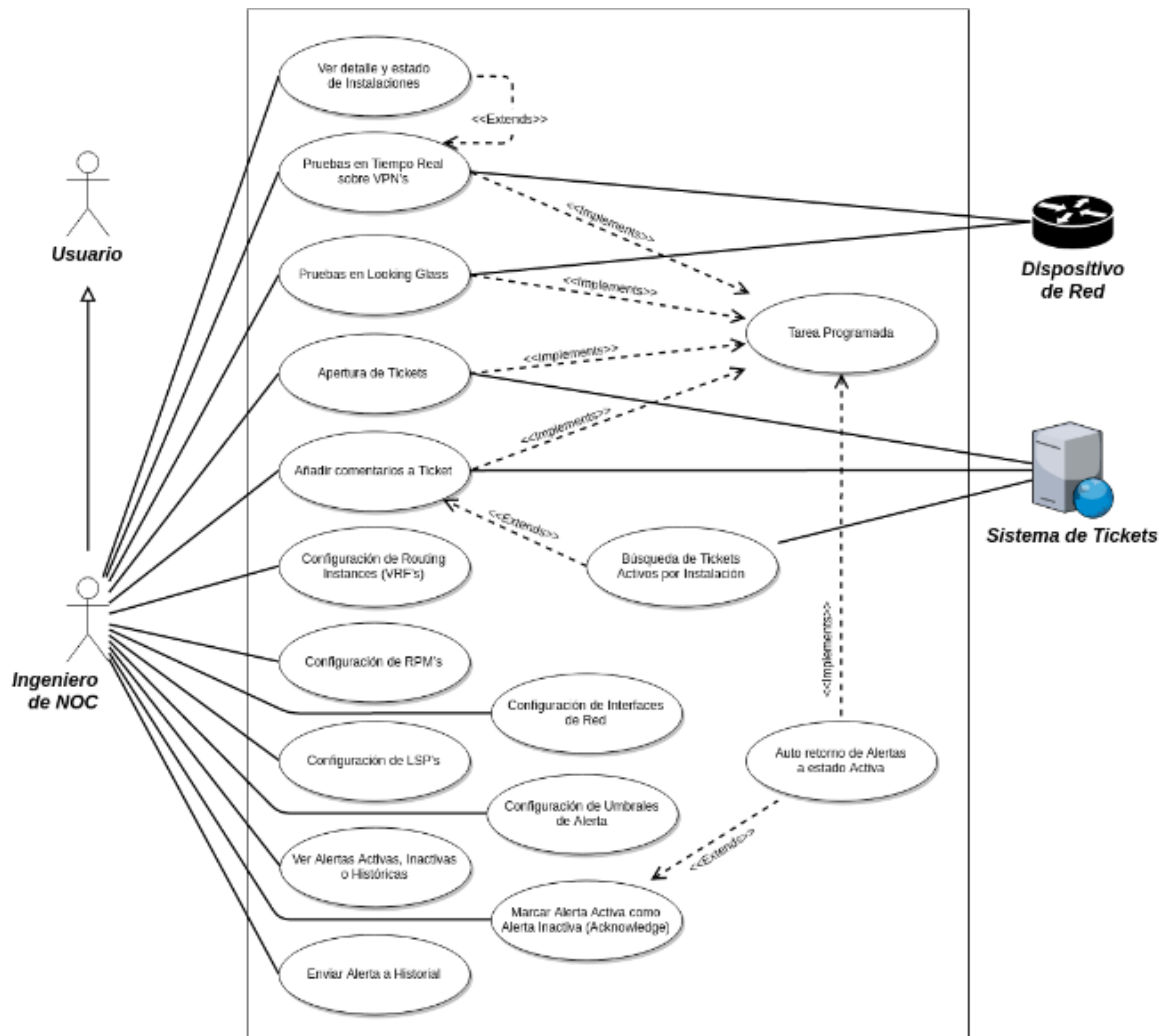 Ver detalle y estado
de Instalaciones
<<Extends>>
Pruebas en Tiempo Real
sobre VPN's
Usuario
<<Implements>>
Dispositivo
de Red
Pruebas en Looking Glass
<<Implements>>
Tarea Programada
<<Implements>>
Apertura de Tickets
<<Implements>>
Añadir comentarios a Ticket
<<Extends>>
Sistema de Tickets
Configuración de Routing
Instances (VRF's)
Búsqueda de Tickets
Activos por Instalación
<<Implements>>
Ingeniero
de NOC
Configuración de RPM's
Configuración de Interfaces
de Red
Configuración de LSP's
Auto retorno de Alertas
a estado Activa
Configuración de Umbrales
de Alerta
<<Extends>>
Ver Alertas Activas, Inactivas
o Históricas
Marcar Alerta Activa como
Alerta Inactiva (Acknowledge)
Enviar Alerta a Historial